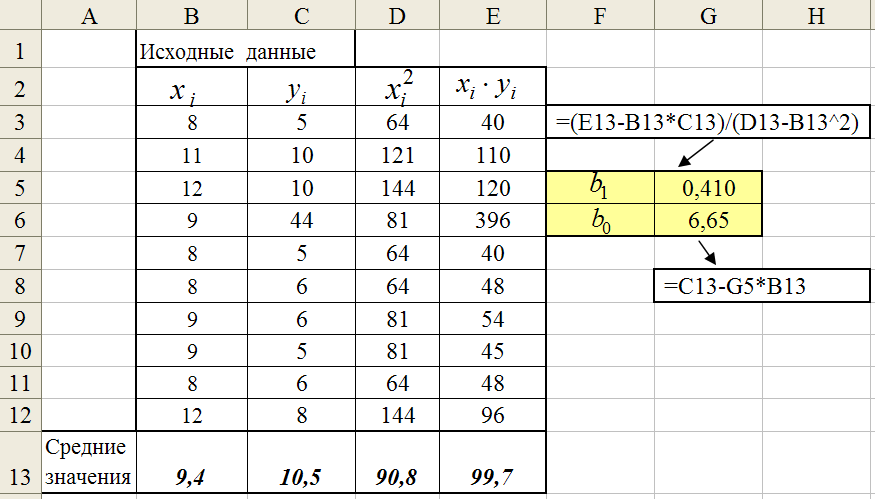 A B C D E F G H
1 Исходные данные
2 xᵢ yᵢ xᵢ² xᵢ · yᵢ
3 8 5 64 40 =(E13-B13*C13)/(D13-B13^2)
4 11 10 121 110
5 12 10 144 120 b₁ 0,410
6 9 44 81 396 b₀ 6,65
7 8 5 64 40
8 8 6 64 48 =C13-G5*B13
9 9 6 81 54
10 9 5 81 45
11 8 6 64 48
12 12 8 144 96
Средние
13 значения 9,4 10,5 90,8 99,7